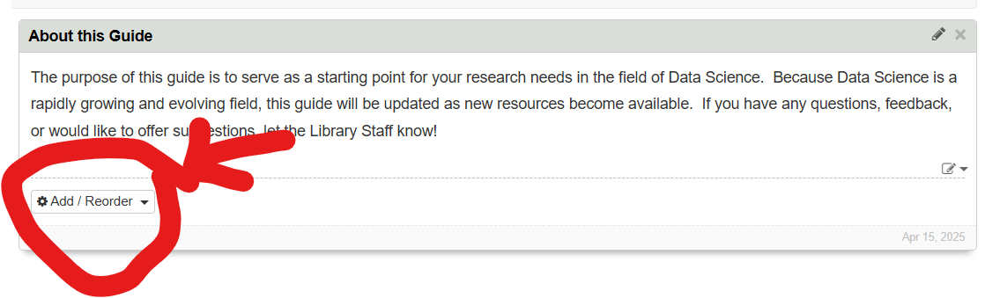 About this Guide
The purpose of this guide is to serve as a starting point for your research needs in the field of Data Science.  Because Data Science is a
rapidly growing and evolving field, this guide will be updated as new resources become available.  If you have any questions, feedback,
or would like to offer suggestions, let the Library Staff know!
Add / Reorder
Apr 15, 2025